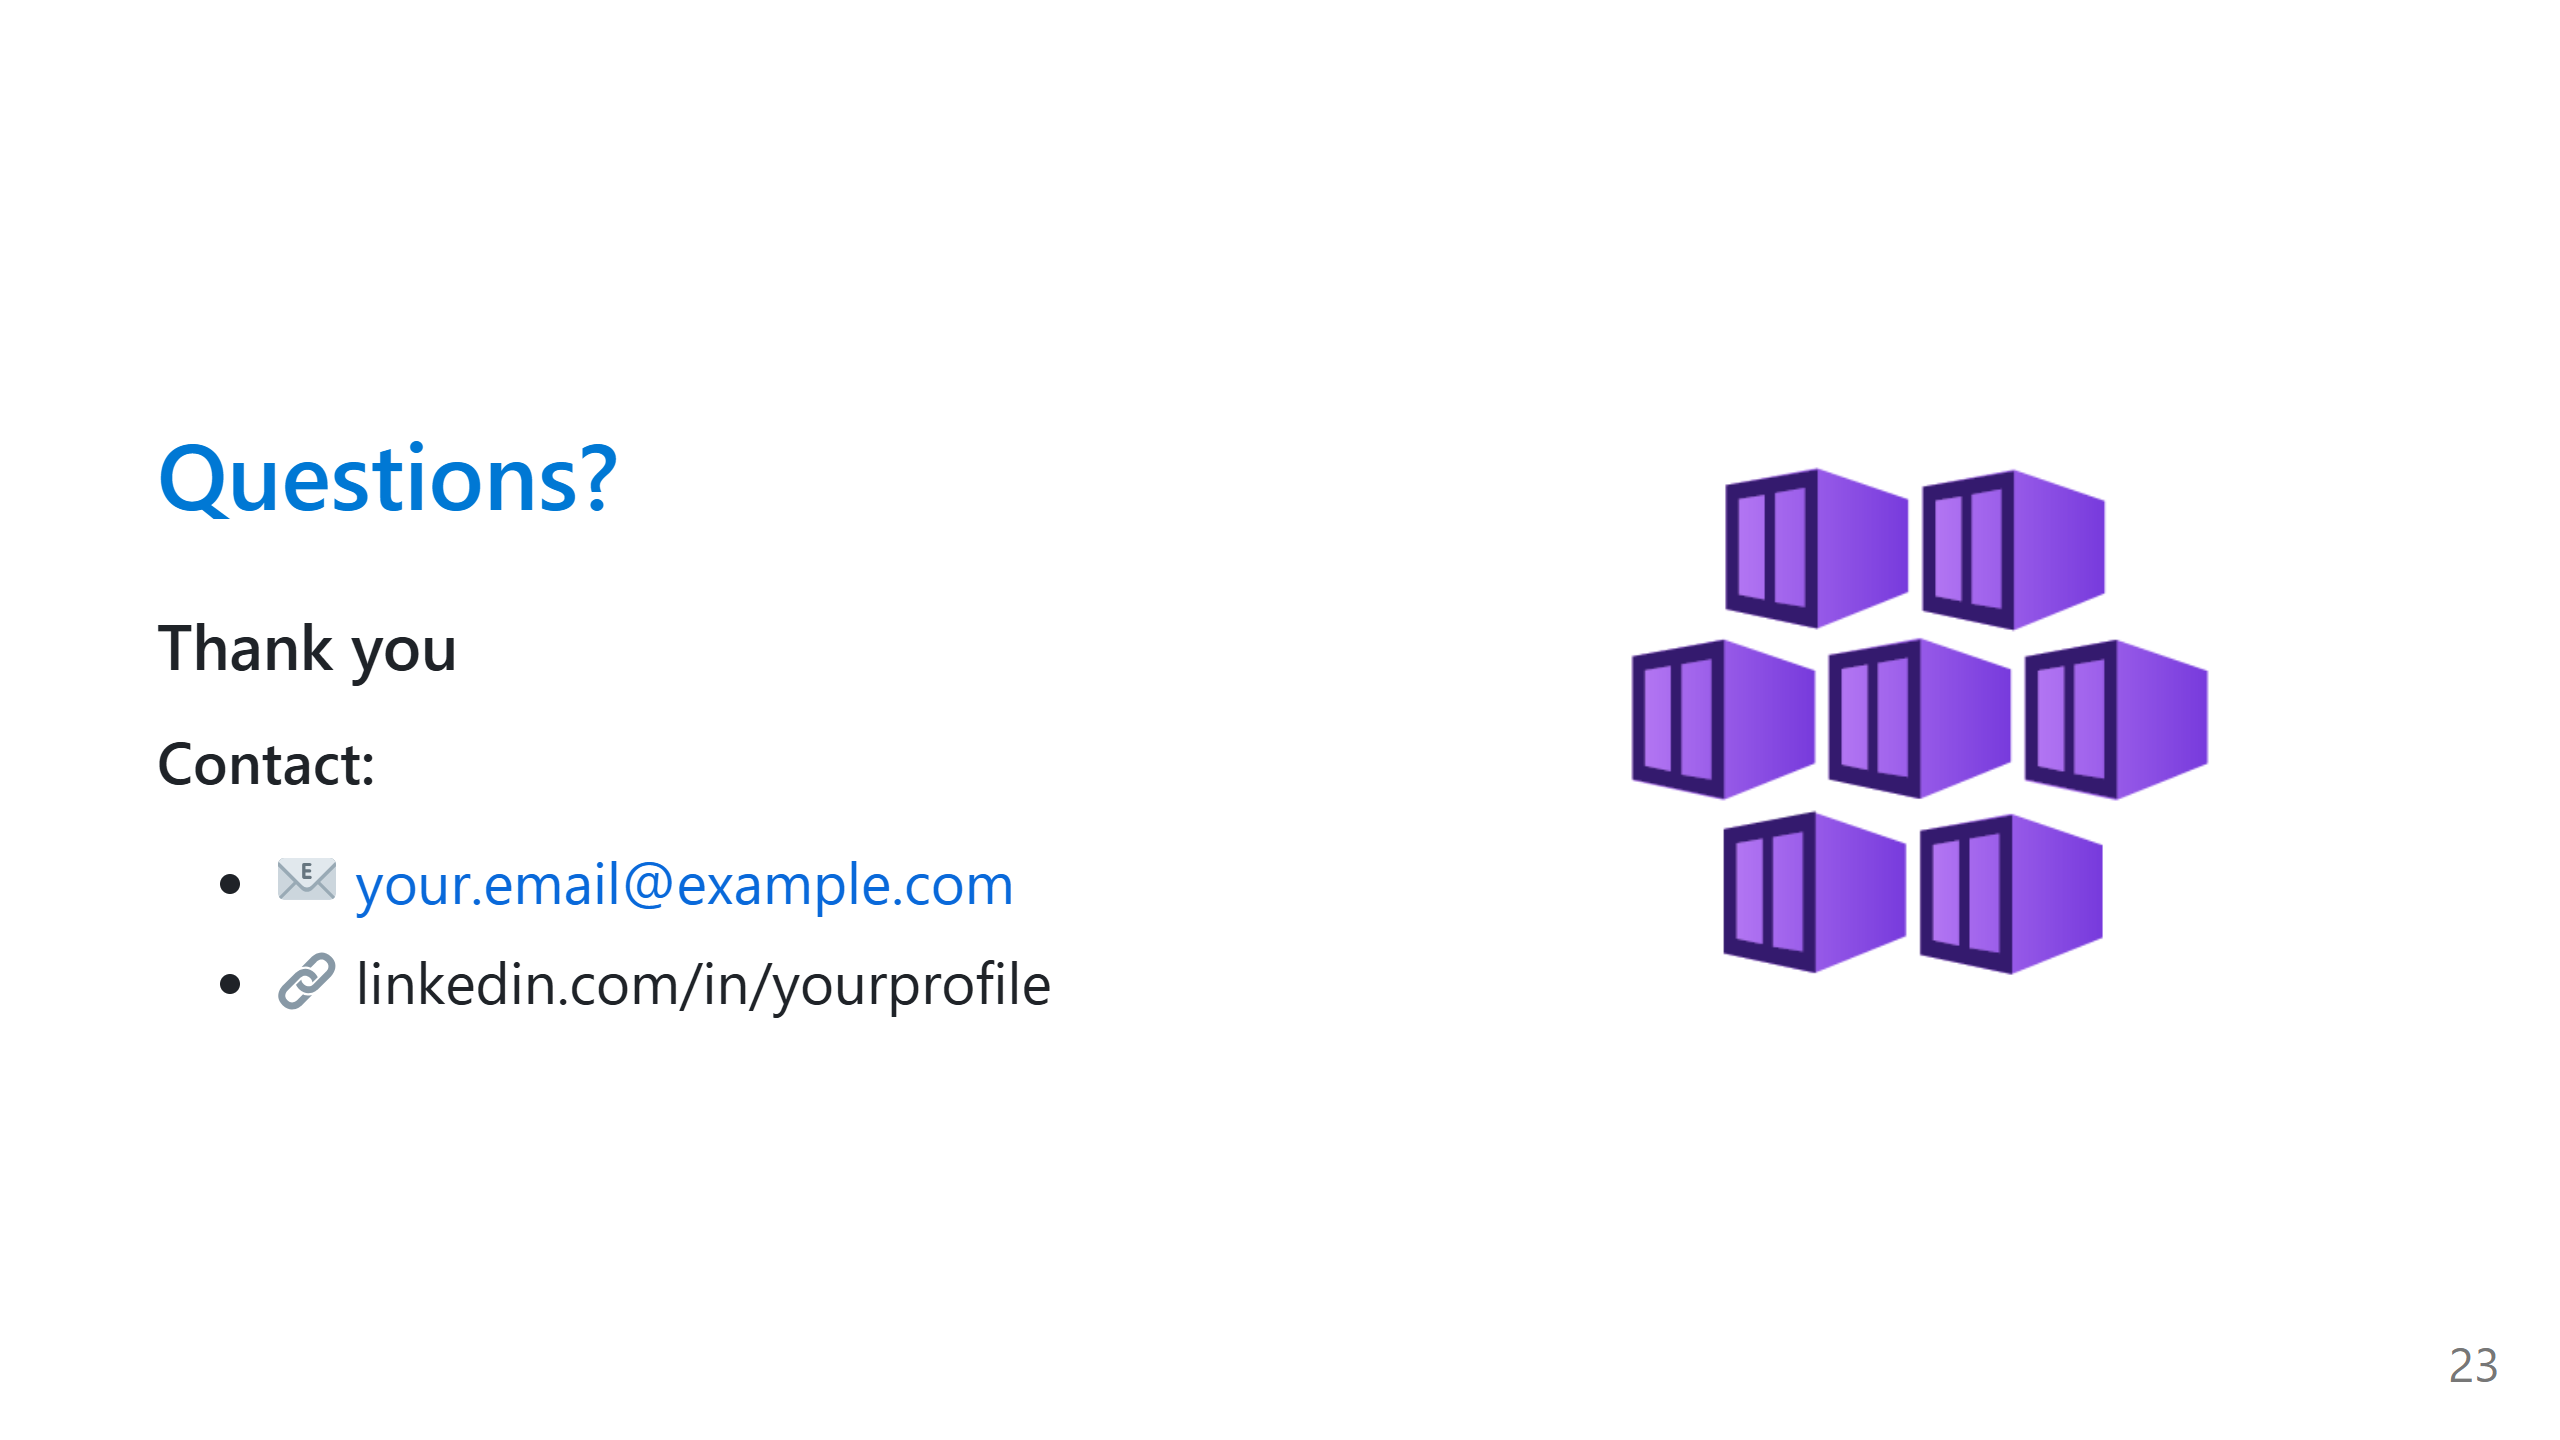 Questions?
Thank you
Contact:
• 📧 your.email@example.com
• 🔗 linkedin.com/in/yourprofile
23